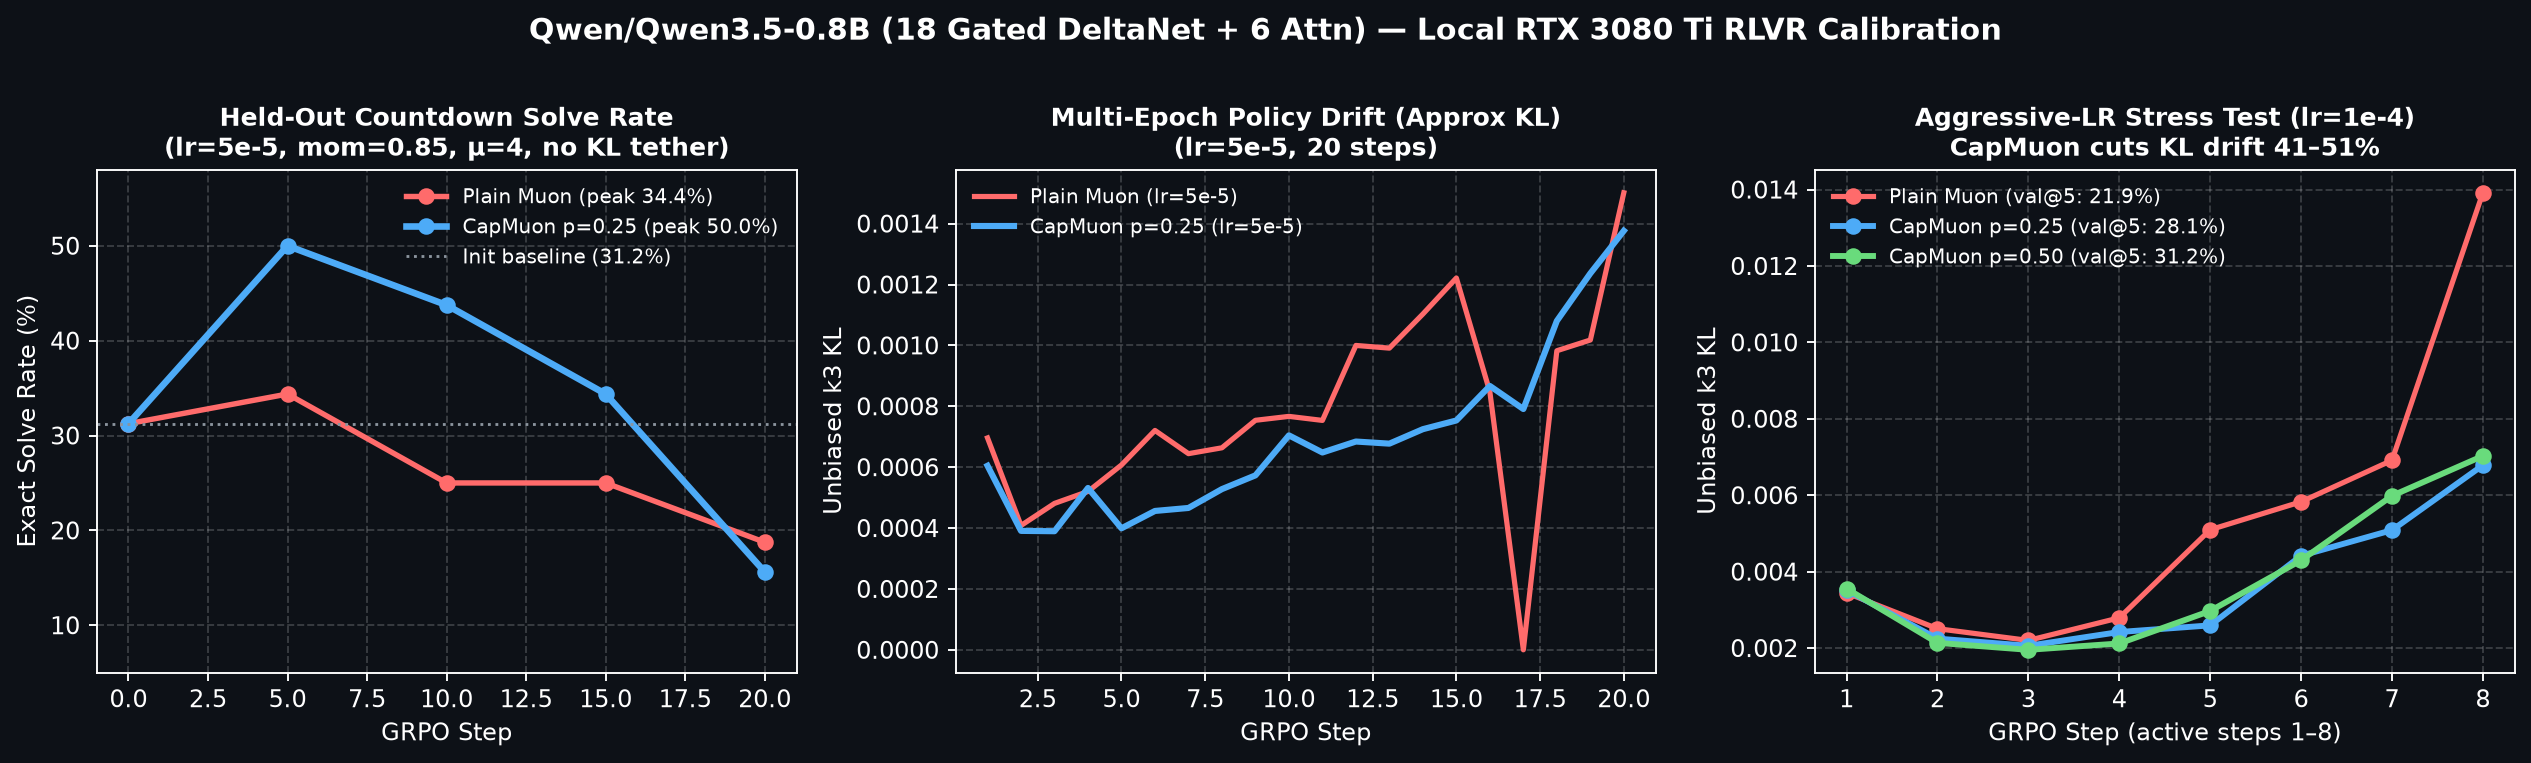 Qwen/Qwen3.5-0.8B (18 Gated DeltaNet + 6 Attn) — Local RTX 3080 Ti RLVR Calibration
Held-Out Countdown Solve Rate
(lr=5e-5, mom=0.85, μ=4, no KL tether)
Plain Muon (peak 34.4%)
CapMuon p=0.25 (peak 50.0%)
Init baseline (31.2%)
Exact Solve Rate (%)
50
40
30
20
10
0.0 2.5 5.0 7.5 10.0 12.5 15.0 17.5 20.0
GRPO Step
Multi-Epoch Policy Drift (Approx KL)
(lr=5e-5, 20 steps)
Plain Muon (lr=5e-5)
CapMuon p=0.25 (lr=5e-5)
Unbiased k3 KL
0.0014
0.0012
0.0010
0.0008
0.0006
0.0004
0.0002
0.0000
2.5 5.0 7.5 10.0 12.5 15.0 17.5 20.0
GRPO Step
Aggressive-LR Stress Test (lr=1e-4)
CapMuon cuts KL drift 41–51%
Plain Muon (val@5: 21.9%)
CapMuon p=0.25 (val@5: 28.1%)
CapMuon p=0.50 (val@5: 31.2%)
Unbiased k3 KL
0.014
0.012
0.010
0.008
0.006
0.004
0.002
1 2 3 4 5 6 7 8
GRPO Step (active steps 1–8)